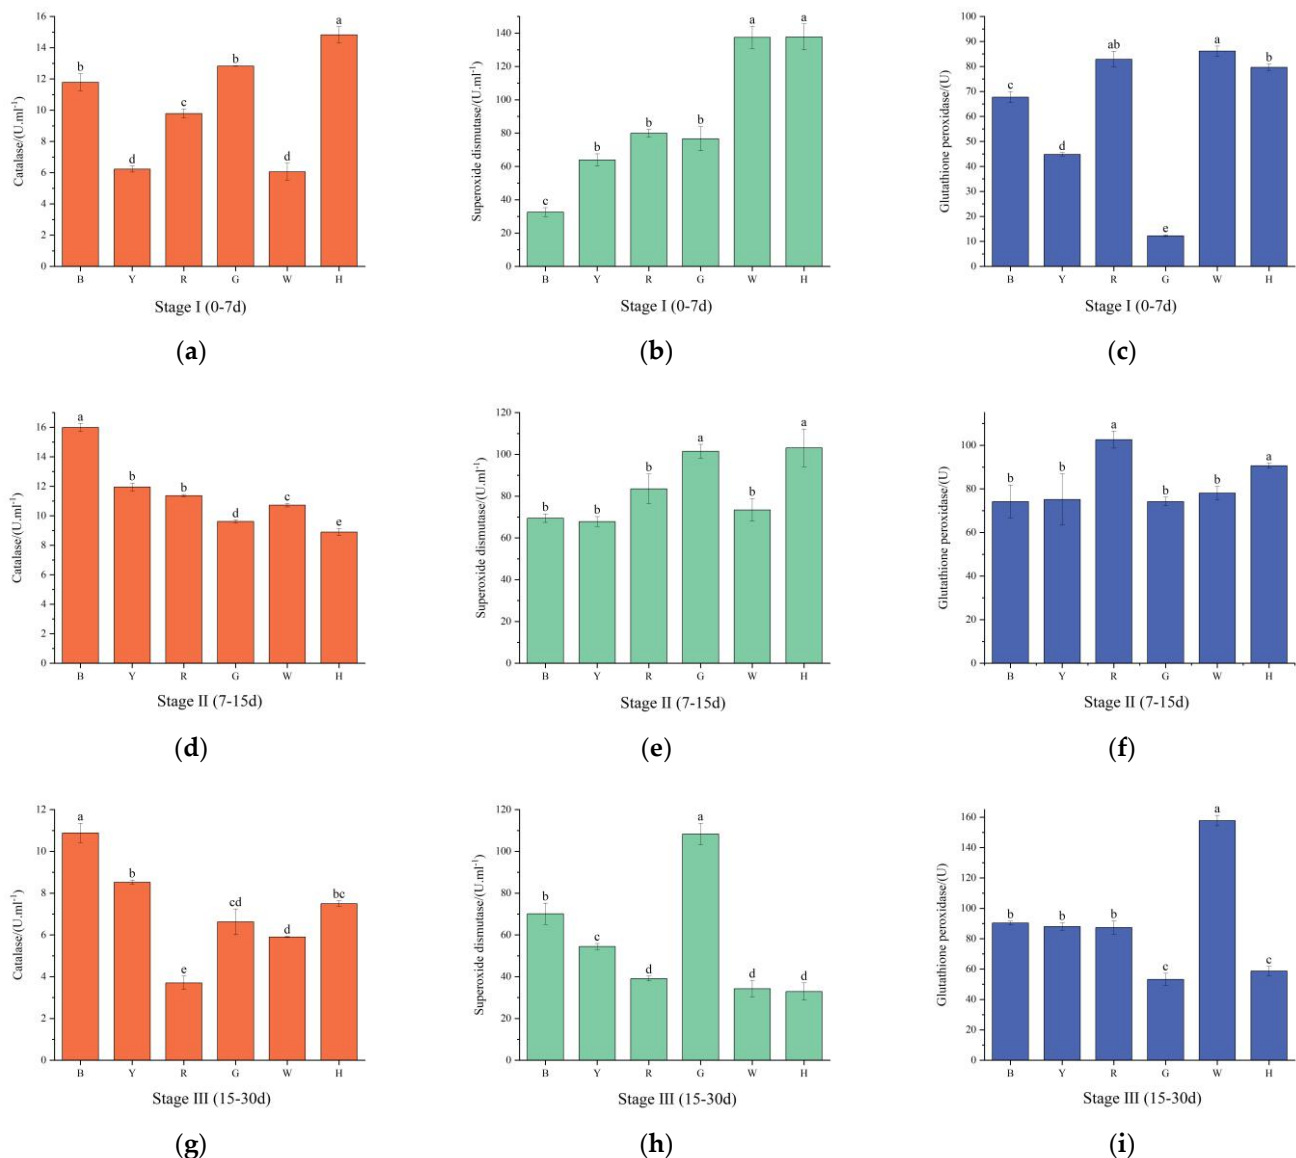 Catalase/(U.ml⁻¹)
16
14
12
10
8
6
4
2
0
b
d
c
b
d
a
B Y R G W H
Stage I (0-7d)
(a)
Superoxide dismutase/(U.ml⁻¹)
140
120
100
80
60
40
20
0
c
b
b
b
a
a
B Y R G W H
Stage I (0-7d)
(b)
Glutathione peroxidase/(U)
100
90
80
70
60
50
40
30
20
10
0
c
d
ab
e
a
b
B Y R G W H
Stage I (0-7d)
(c)
Catalase/(U.ml⁻¹)
16
14
12
10
8
6
4
2
0
a
b
b
d
c
e
B Y R G W H
Stage II (7-15d)
(d)
Superoxide dismutase/(U.ml⁻¹)
120
100
80
60
40
20
0
b
b
b
a
b
a
B Y R G W H
Stage II (7-15d)
(e)
Glutathione peroxidase/(U)
100
80
60
40
20
0
b
b
a
b
b
a
B Y R G W H
Stage II (7-15d)
(f)
Catalase/(U.ml⁻¹)
12
10
8
6
4
2
0
a
b
e
cd
d
bc
B Y R G W H
Stage III (15-30d)
(g)
Superoxide dismutase/(U.ml⁻¹)
120
100
80
60
40
20
0
b
c
d
a
d
d
B Y R G W H
Stage III (15-30d)
(h)
Glutathione peroxidase/(U)
160
140
120
100
80
60
40
20
0
b
b
b
c
a
c
B Y R G W H
Stage III (15-30d)
(i)